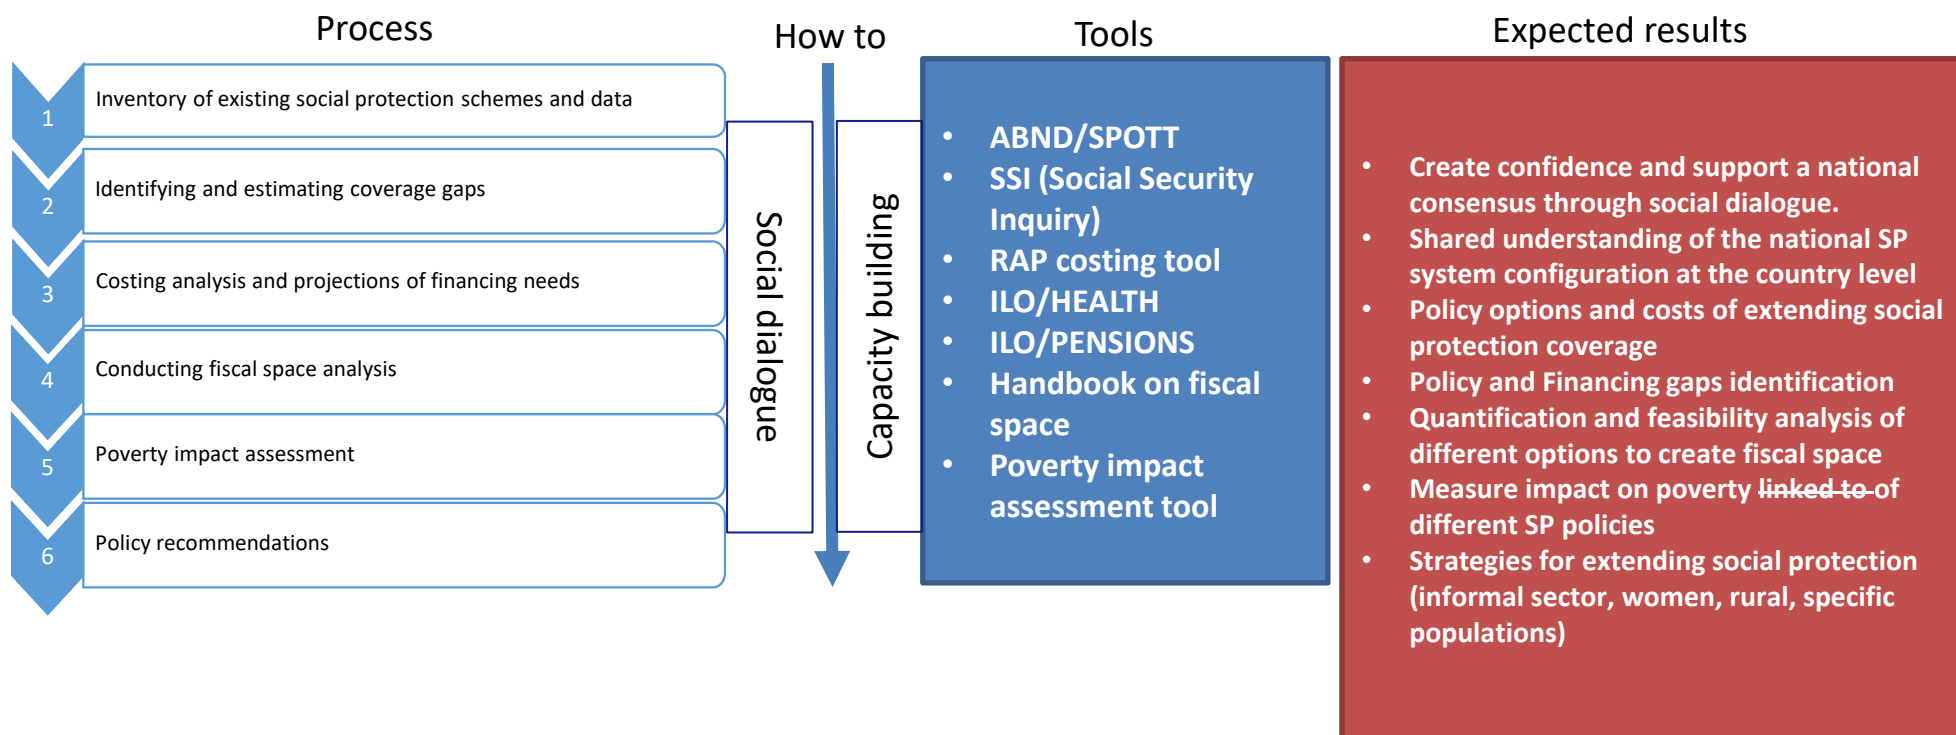 Process
1
Inventory of existing social protection schemes and data
2
Identifying and estimating coverage gaps
3
Costing analysis and projections of financing needs
4
Conducting fiscal space analysis
5
Poverty impact assessment
6
Policy recommendations
How to
Social dialogue
Capacity building
Tools
• ABND/SPOTT
• SSI (Social Security
Inquiry)
• RAP costing tool
• ILO/HEALTH
• ILO/PENSIONS
• Handbook on fiscal
space
• Poverty impact
assessment tool
Expected results
• Create confidence and support a national
consensus through social dialogue.
• Shared understanding of the national SP
system configuration at the country level
• Policy options and costs of extending social
protection coverage
• Policy and Financing gaps identification
• Quantification and feasibility analysis of
different options to create fiscal space
• Measure impact on poverty linked to of
different SP policies
• Strategies for extending social protection
(informal sector, women, rural, specific
populations)